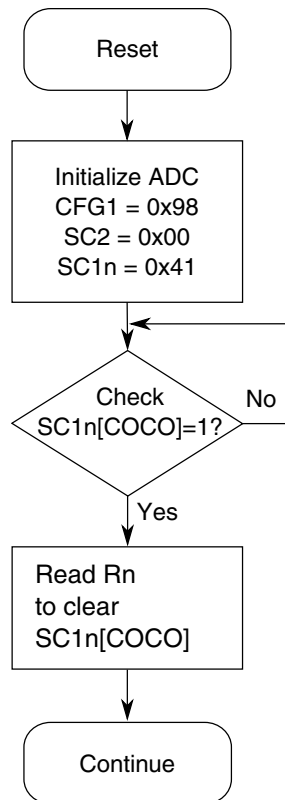 Reset
Initialize ADC
CFG1 = 0x98
SC2 = 0x00
SC1n = 0x41
Check
SC1n[COCO]=1?
No
Yes
Read Rn
to clear
SC1n[COCO]
Continue